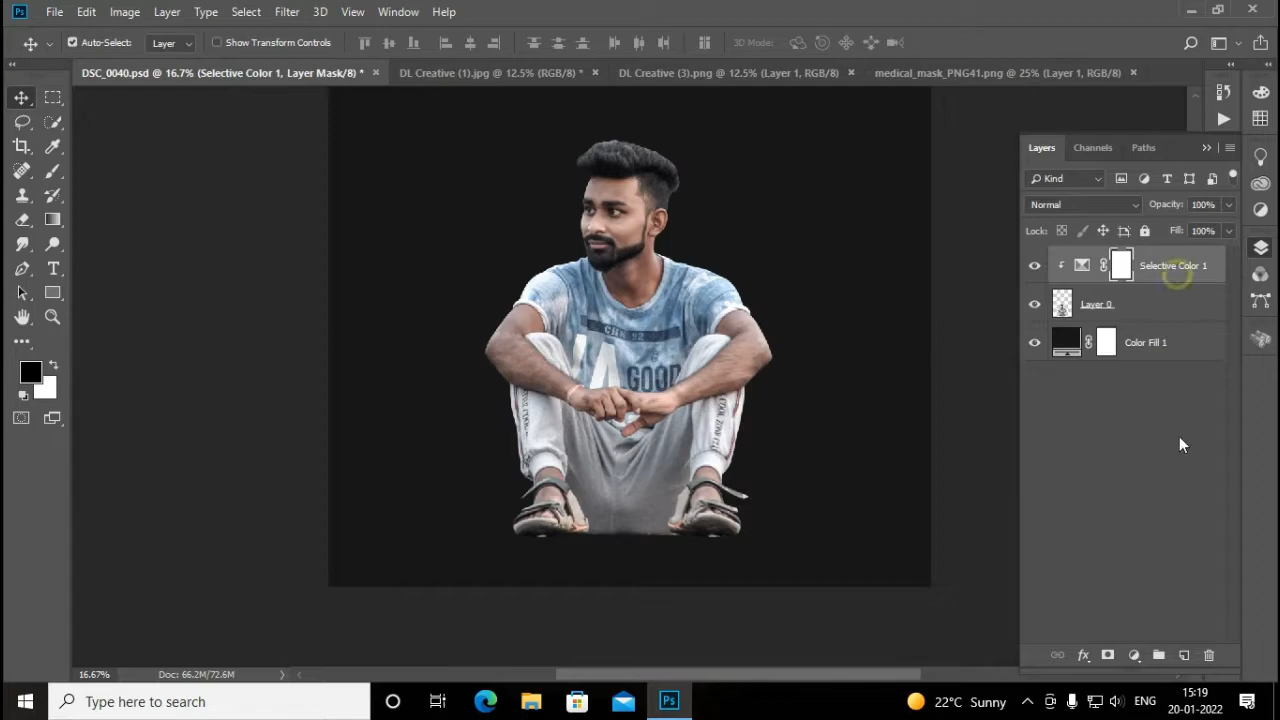 Ps File Edit Image Layer Type Select Filter 3D View Window Help
Auto-Select: Layer Show Transform Controls 3D Mode:
DSC_0040.psd @ 16.7% (Selective Color 1, Layer Mask/8) * × DL Creative (1).jpg @ 12.5% (RGB/8) * × DL Creative (3).png @ 12.5% (Layer 1, RGB/8) × medical_mask_PNG41.png @ 25% (Layer 1, RGB/8) ×
Layers Channels Paths
Kind
Normal Opacity: 100%
Lock: Fill: 100%
Selective Color 1
Layer 0
Color Fill 1
GOOD
16.67% Doc: 66.2M/72.6M
Type here to search
Ps
22°C Sunny
ENG
15:19
20-01-2022